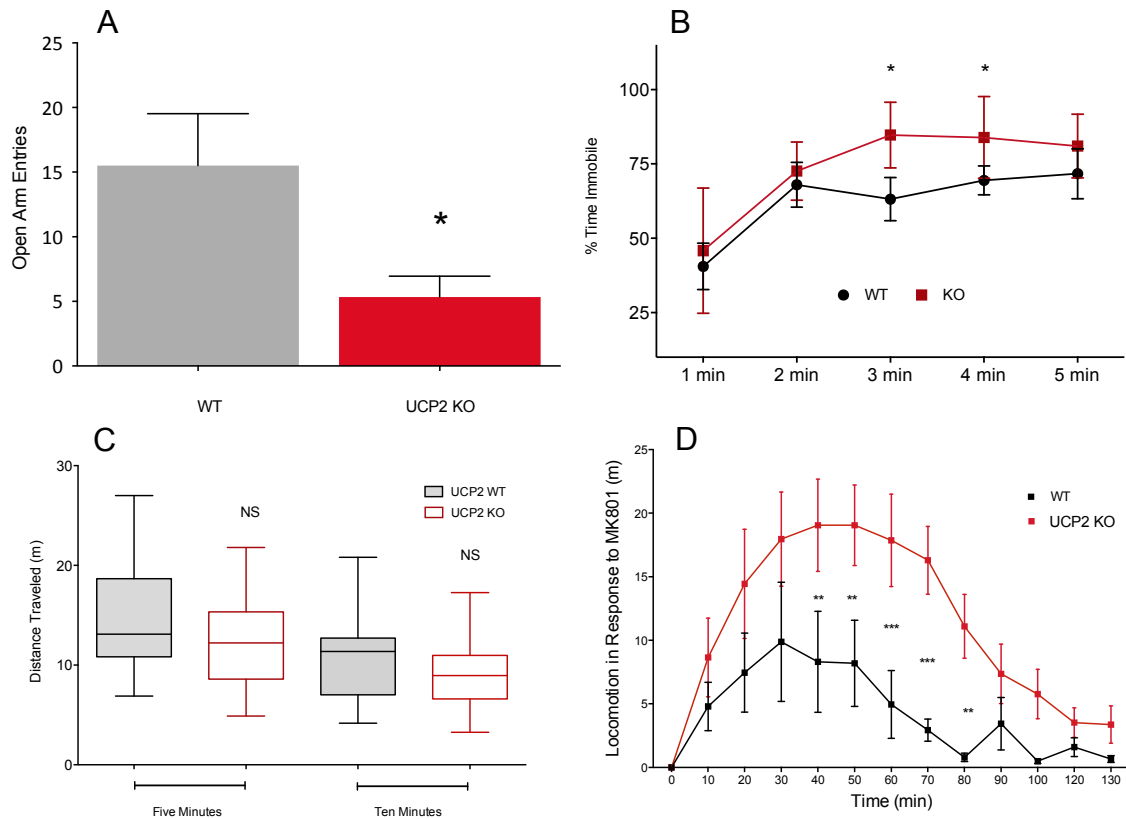 A
Open Arm Entries
25
20
15
10
5
0
*
WT
UCP2 KO
B
% Time Immobile
100
75
50
25
*
*
WT
KO
1 min
2 min
3 min
4 min
5 min
C
Distance Traveled (m)
30
20
10
0
UCP2 WT
UCP2 KO
NS
NS
Five Minutes
Ten Minutes
D
Locomotion in Response to MK801 (m)
25
20
15
10
5
0
WT
UCP2 KO
**
**
***
***
**
0
10
20
30
40
50
60
70
80
90
100
120
130
Time (min)